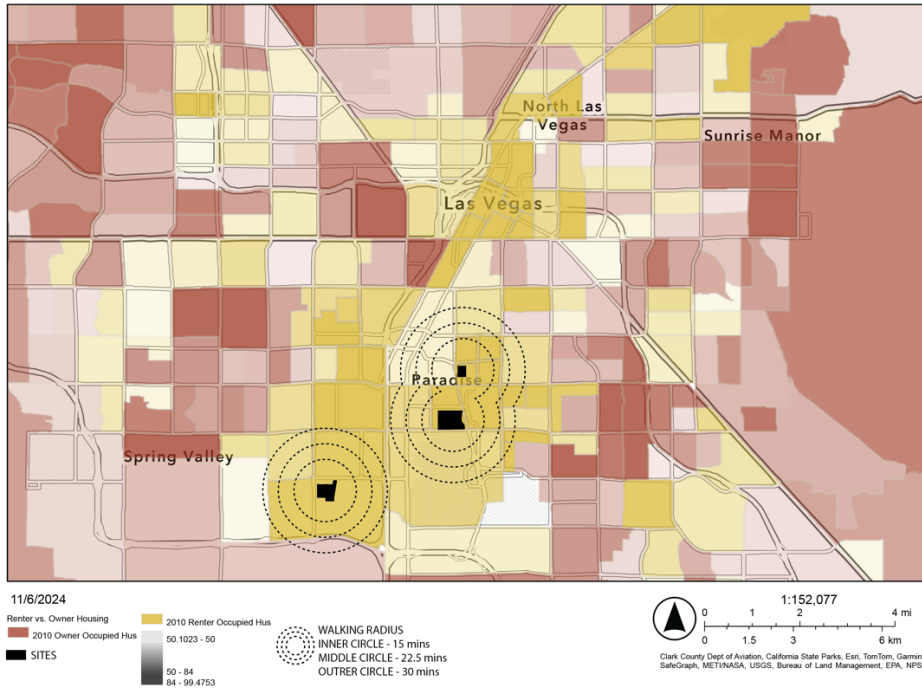 North Las
Vegas
Sunrise Manor
Las Vegas
Paradise
Spring Valley
11/6/2024
Renter vs. Owner Housing
2010 Owner Occupied Hus
SITES
2010 Renter Occupied Hus
50.1023 - 50
50 - 84
84 - 99.4753
WALKING RADIUS
INNER CIRCLE - 15 mins
MIDDLE CIRCLE - 22.5 mins
OUTRER CIRCLE - 30 mins
1:152,077
0 1 2 4 mi
0 1.5 3 6 km
Clark County Dept of Aviation, California State Parks, Esri, TomTom, Garmin,
SafeGraph, METI/NASA, USGS, Bureau of Land Management, EPA, NPS,